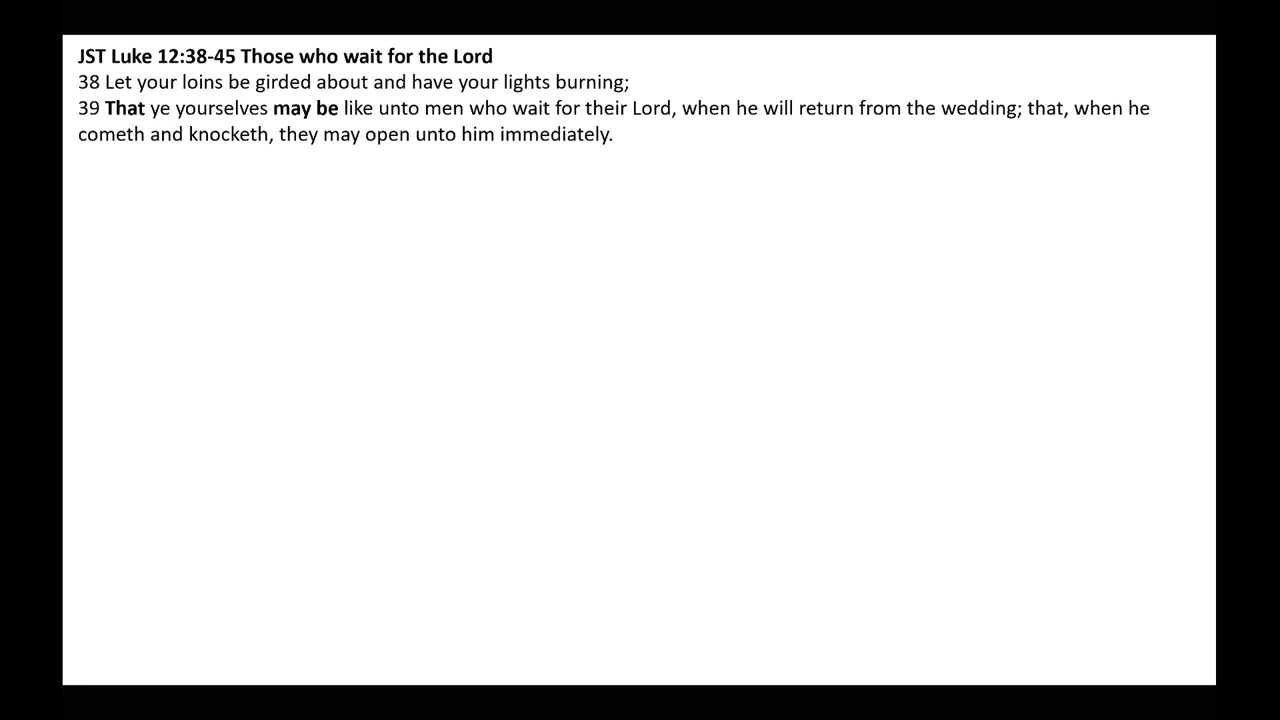 JST Luke 12:38-45 Those who wait for the Lord
38 Let your loins be girded about and have your lights burning;
39 That ye yourselves may be like unto men who wait for their Lord, when he will return from the wedding; that, when he
cometh and knocketh, they may open unto him immediately.